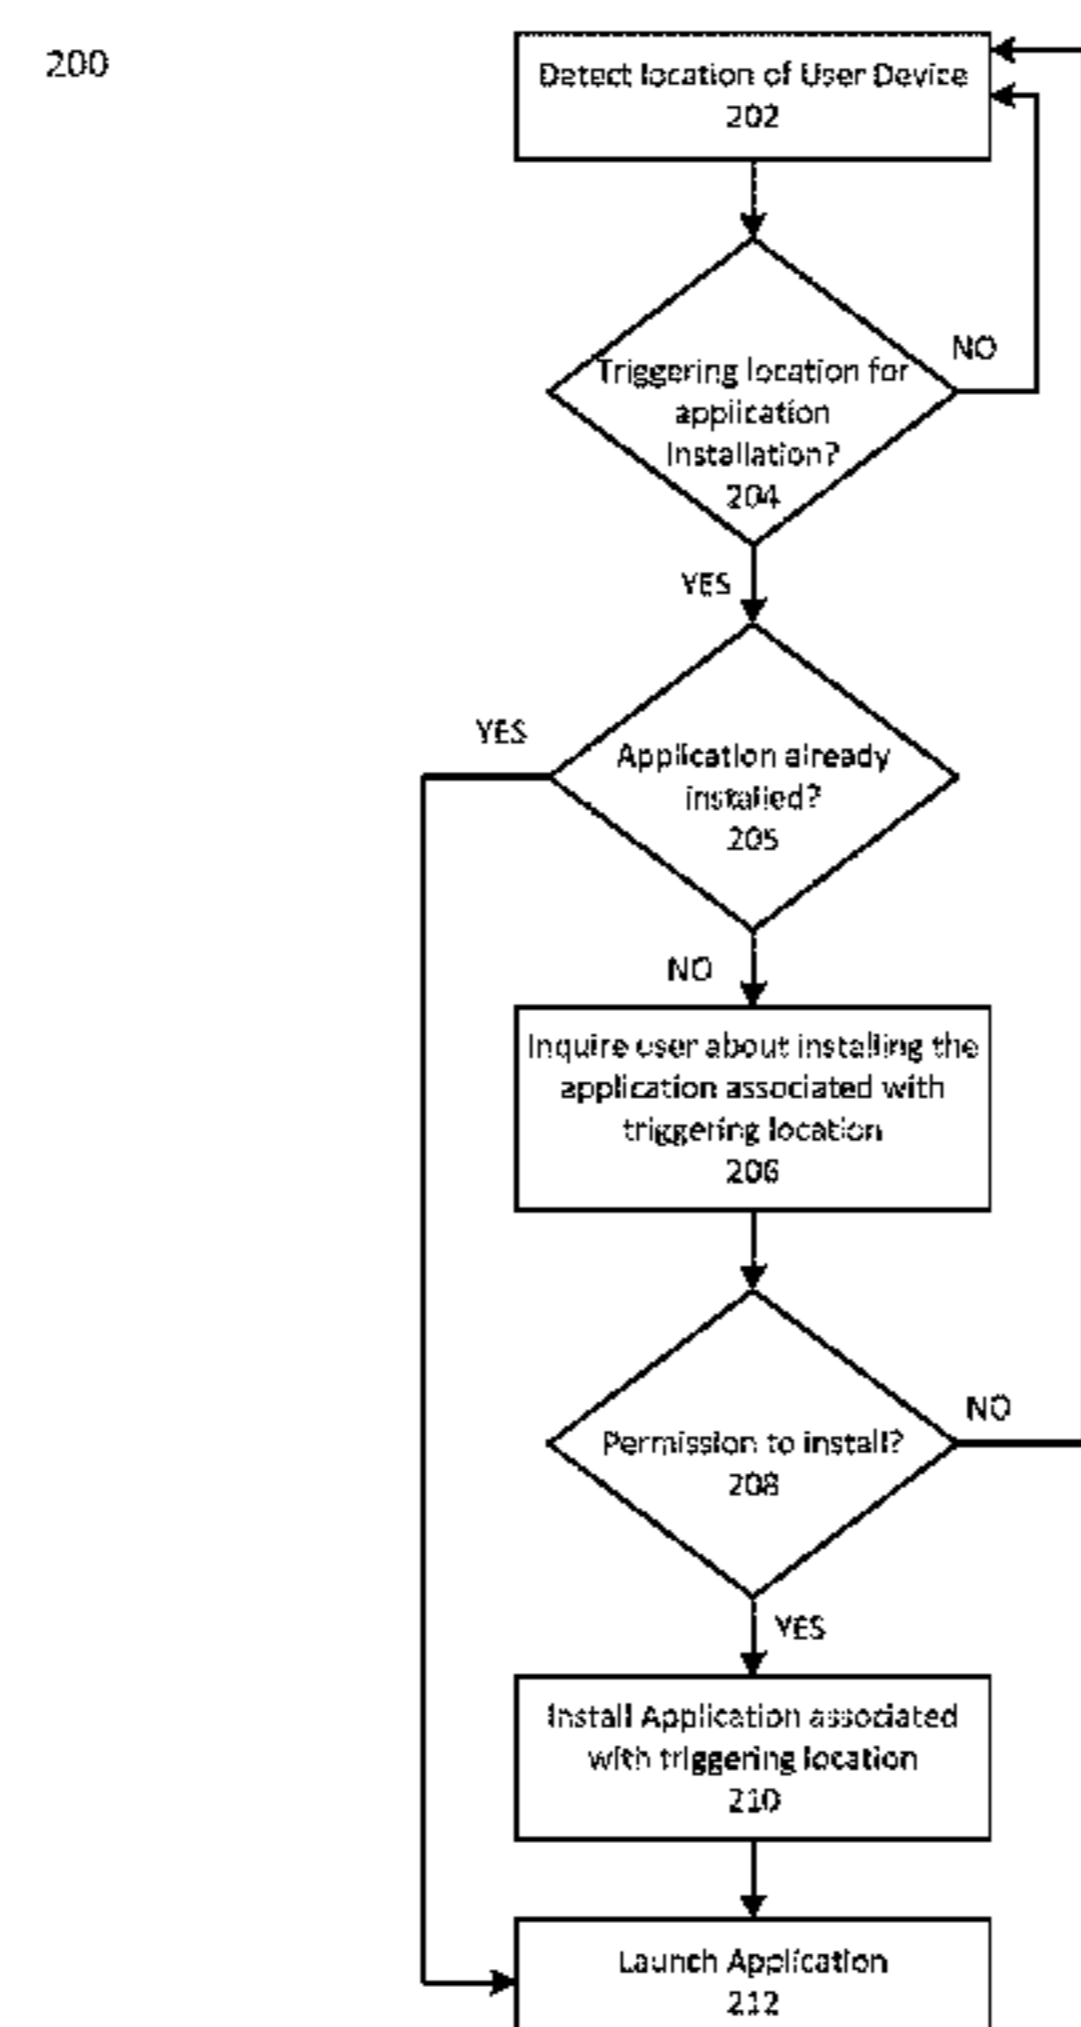 200
Detect location of User Device
202
Triggering location for
application
Installation?
204
NO
YES
YES
Application already
installed?
205
NO
Inquire user about installing the
application associated with
triggering location
206
Permission to install?
208
NO
YES
Install Application associated
with triggering location
210
Launch Application
212